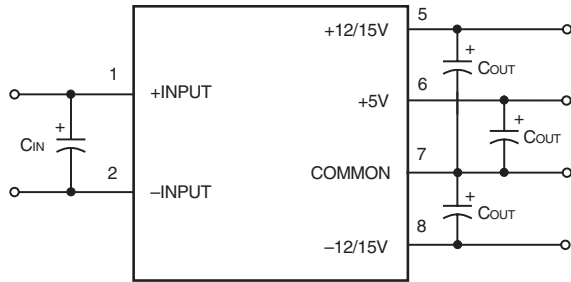 5
+12/15V
+
COUT
1
+INPUT
6
+5V
+
CIN
+
COUT
2
–INPUT
7
COMMON
+
COUT
8
–12/15V